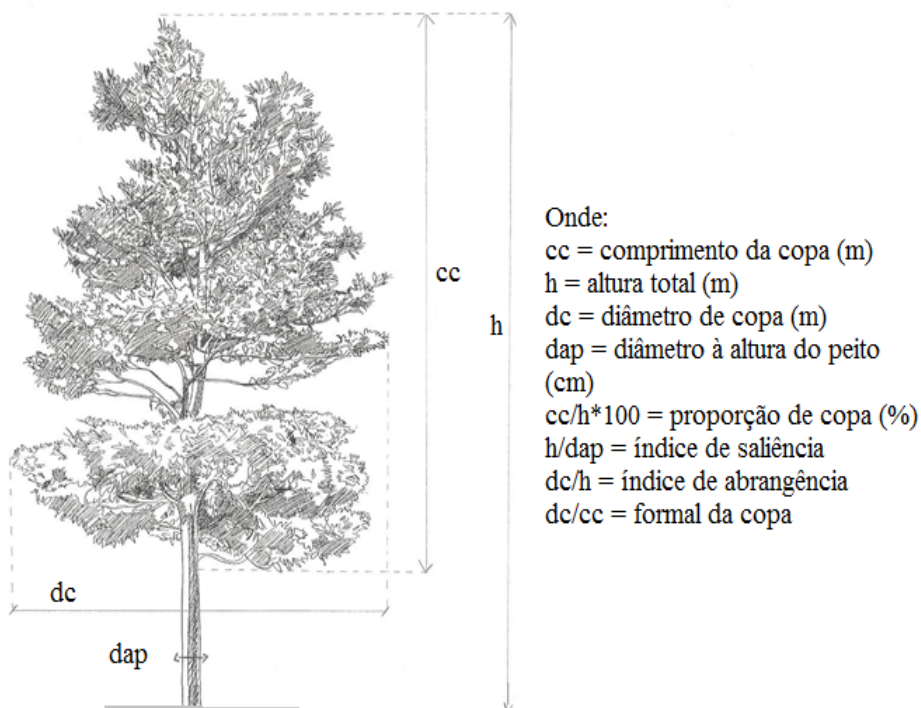 cc
h
dc
dap
Onde:
cc = comprimento da copa (m)
h = altura total (m)
dc = diâmetro de copa (m)
dap = diâmetro à altura do peito
(cm)
cc/h*100 = proporção de copa (%)
h/dap = índice de saliência
dc/h = índice de abrangência
dc/cc = formal da copa